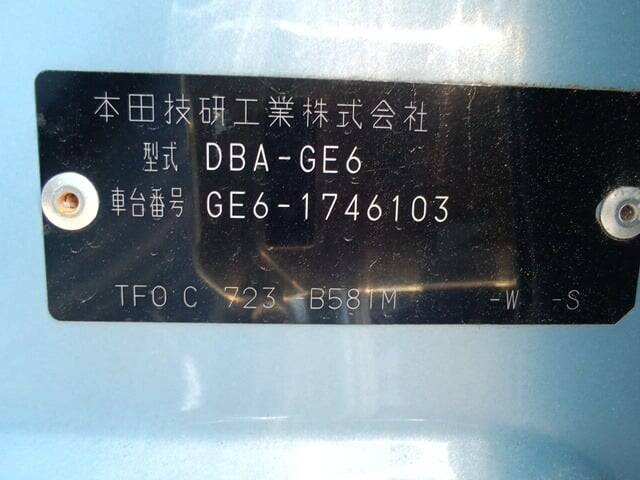 本田技研工業株式会社
型式 DBA-GE6
車台番号 GE6-1746103
TF0 C 723 -B581M -W -S